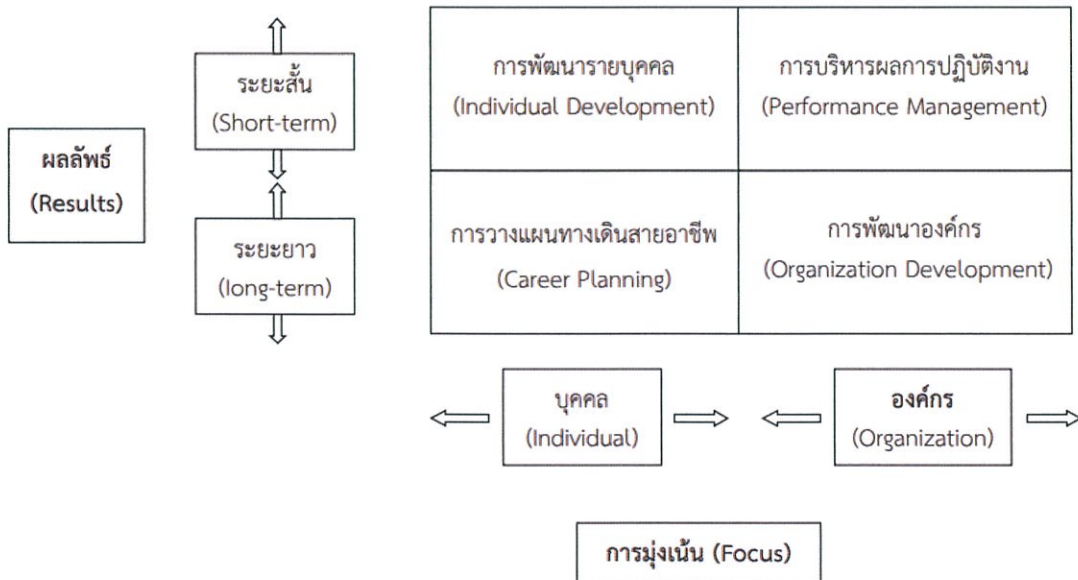 ผลลัพธ์
(Results)
ระยะสั้น
(Short-term)
ระยะยาว
(long-term)
การพัฒนารายบุคคล
(Individual Development)
การบริหารผลการปฏิบัติงาน
(Performance Management)
การวางแผนทางเดินสายอาชีพ
(Career Planning)
การพัฒนาองค์กร
(Organization Development)
บุคคล
(Individual)
องค์กร
(Organization)
การมุ่งเน้น (Focus)